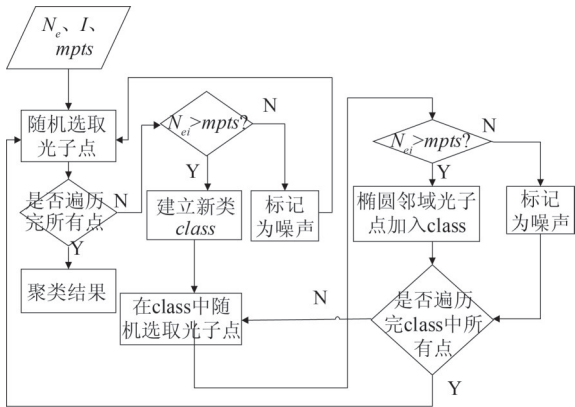 Ne、I、
mpts
随机选取
光子点
是否遍历
完所有点
N
Y
聚类结果
Nei>mpts?
N
Y
建立新类
class
标记
为噪声
在class中随
机选取光子点
Nei>mpts?
N
Y
椭圆邻域光子
点加入class
标记
为噪声
是否遍历
完class中所
有点
N
Y